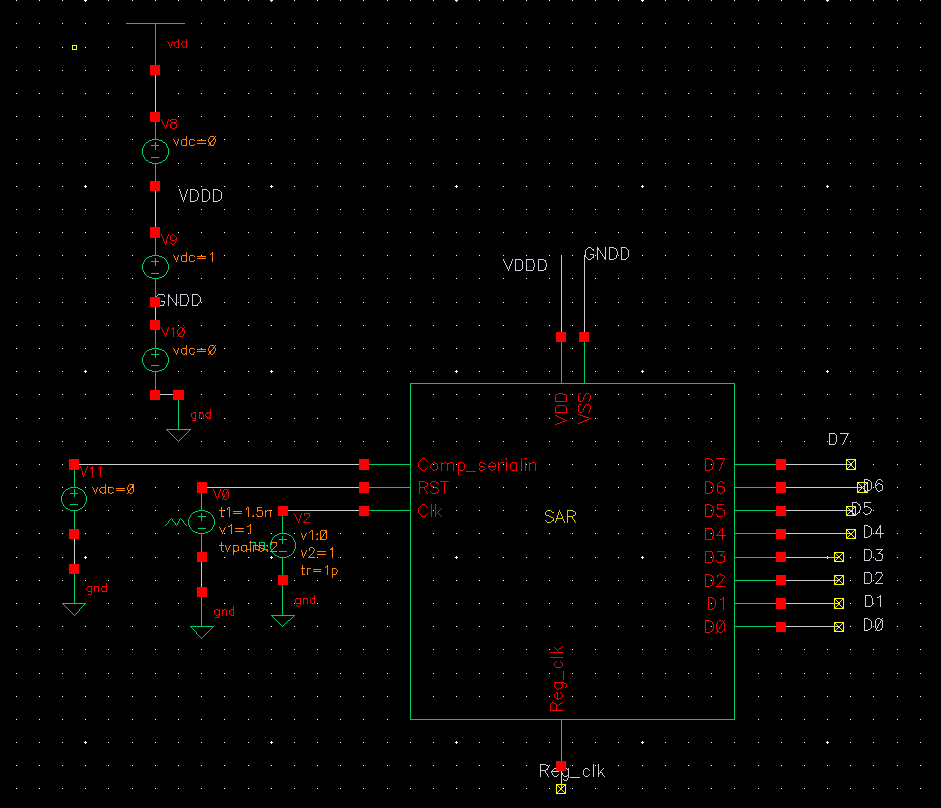 vdd
V8
vdc=0
VDDD
V9
vdc=1
GNDD
V10
vdc=0
gnd
VDDD
GNDD
VDD
VSS
D7
V11
vdc=0
gnd
Comp_serialin
RST
Clk
SAR
D7
D6
D5
D4
D3
D2
D1
D0
D6
D5
D4
D3
D2
D1
D0
V0
t1=1.5n
v1=1
tvpairs:2
gnd
V2
v1:0
v2=1
tr=1p
gnd
Reg_clk
Reg_clk